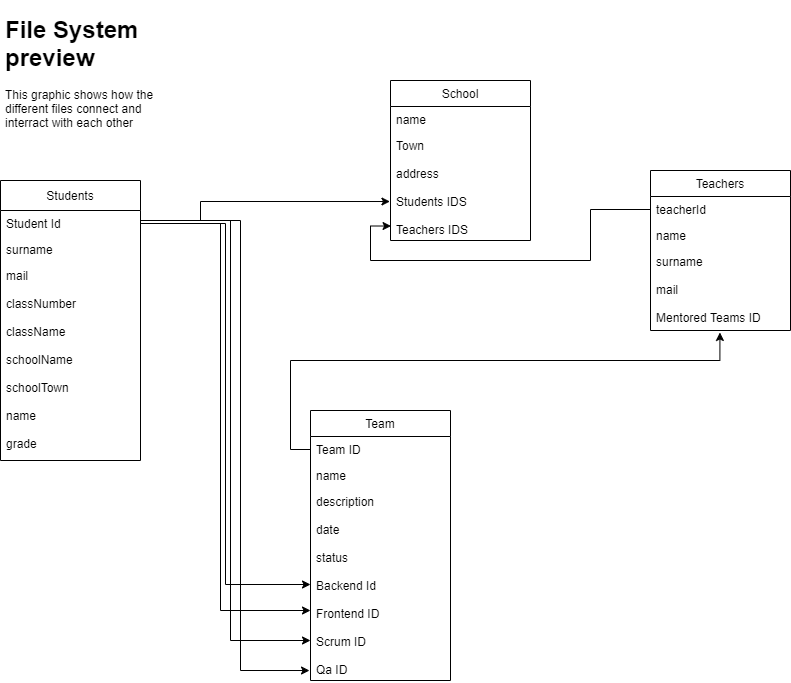 File System
preview
This graphic shows how the
different files connect and
interract with each other
School
name
Town
address
Students IDS
Teachers IDS
Teachers
teacherId
name
surname
mail
Mentored Teams ID
Students
Student Id
surname
mail
classNumber
className
schoolName
schoolTown
name
grade
Team
Team ID
name
description
date
status
Backend Id
Frontend ID
Scrum ID
Qa ID